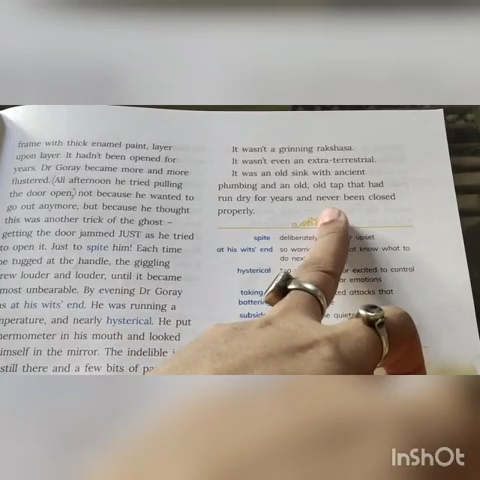 frame with thick enamel paint, layer
upon layer. It hadn't been opened for
years. Dr Goray became more and more
flustered. (All afternoon he tried pulling
the door open,) not because he wanted to
go out anymore, but because he thought
this was another trick of the ghost –
getting the door jammed JUST as he tried
to open it. Just to spite him! Each time
he tugged at the handle, the giggling
grew louder and louder, until it became
almost unbearable. By evening Dr Goray
was at his wits' end. He was running a
temperature, and nearly hysterical. He put
thermometer in his mouth and looked
himself in the mirror. The indelible
still there and a few bits of
It wasn't a grinning rakshasa.
It wasn't even an extra-terrestrial.
It was an old sink with ancient
plumbing and an old, old tap that had
run dry for years and never been closed
properly.
spite deliberately upset
at his wits' end so not know what to
do
hysterical or excited to control
emotions
taking attacks that
battering
quiet
InShOt